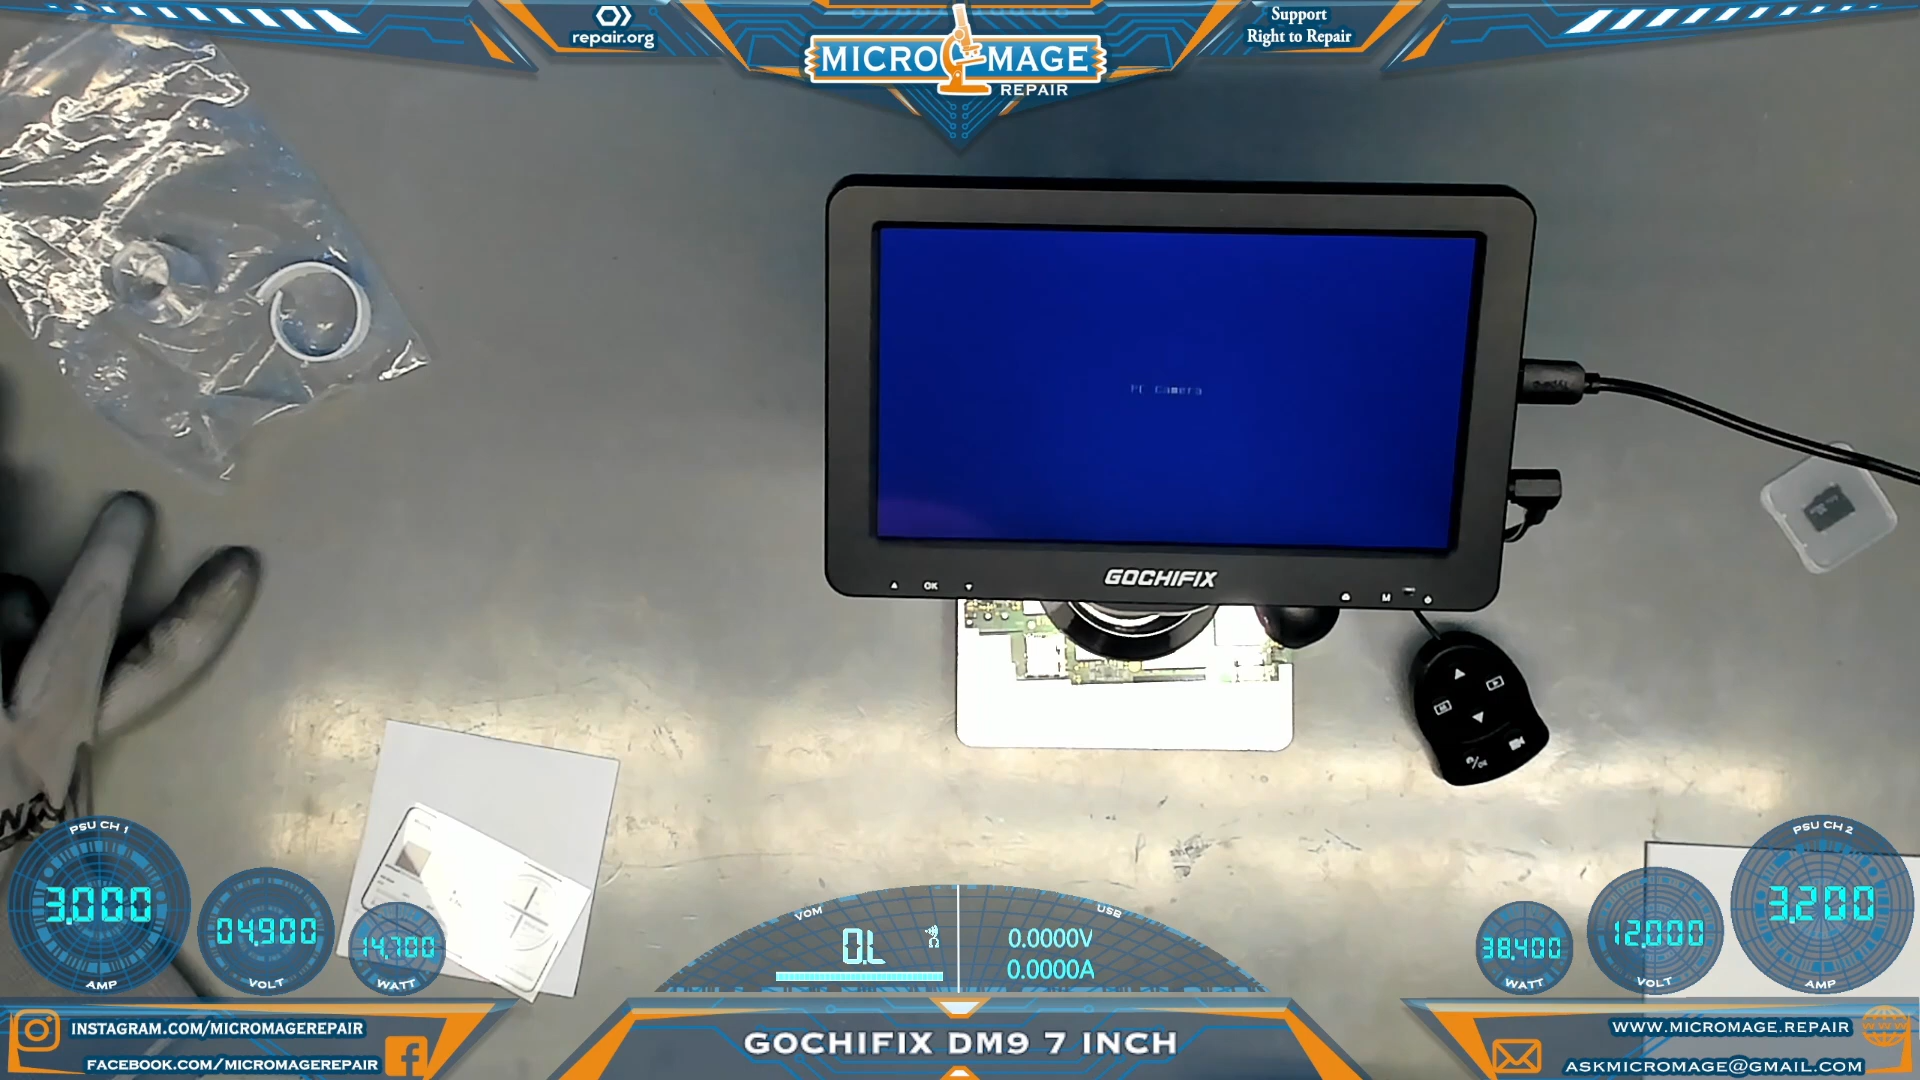 repair.org
MICRO MAGE
REPAIR
Support
Right to Repair
PC Camera
GOCHIFIX
OK
M
PSU CH 1
3.000
AMP
04.900
VOLT
14.700
WATT
VOM
O.L
USB
0.0000V
0.0000A
38.400
WATT
12.000
VOLT
PSU CH 2
3.200
AMP
INSTAGRAM.COM/MICROMAGEREPAIR
FACEBOOK.COM/MICROMAGEREPAIR
GOCHIFIX DM9 7 INCH
WWW.MICROMAGE.REPAIR
ASKMICROMAGE@GMAIL.COM